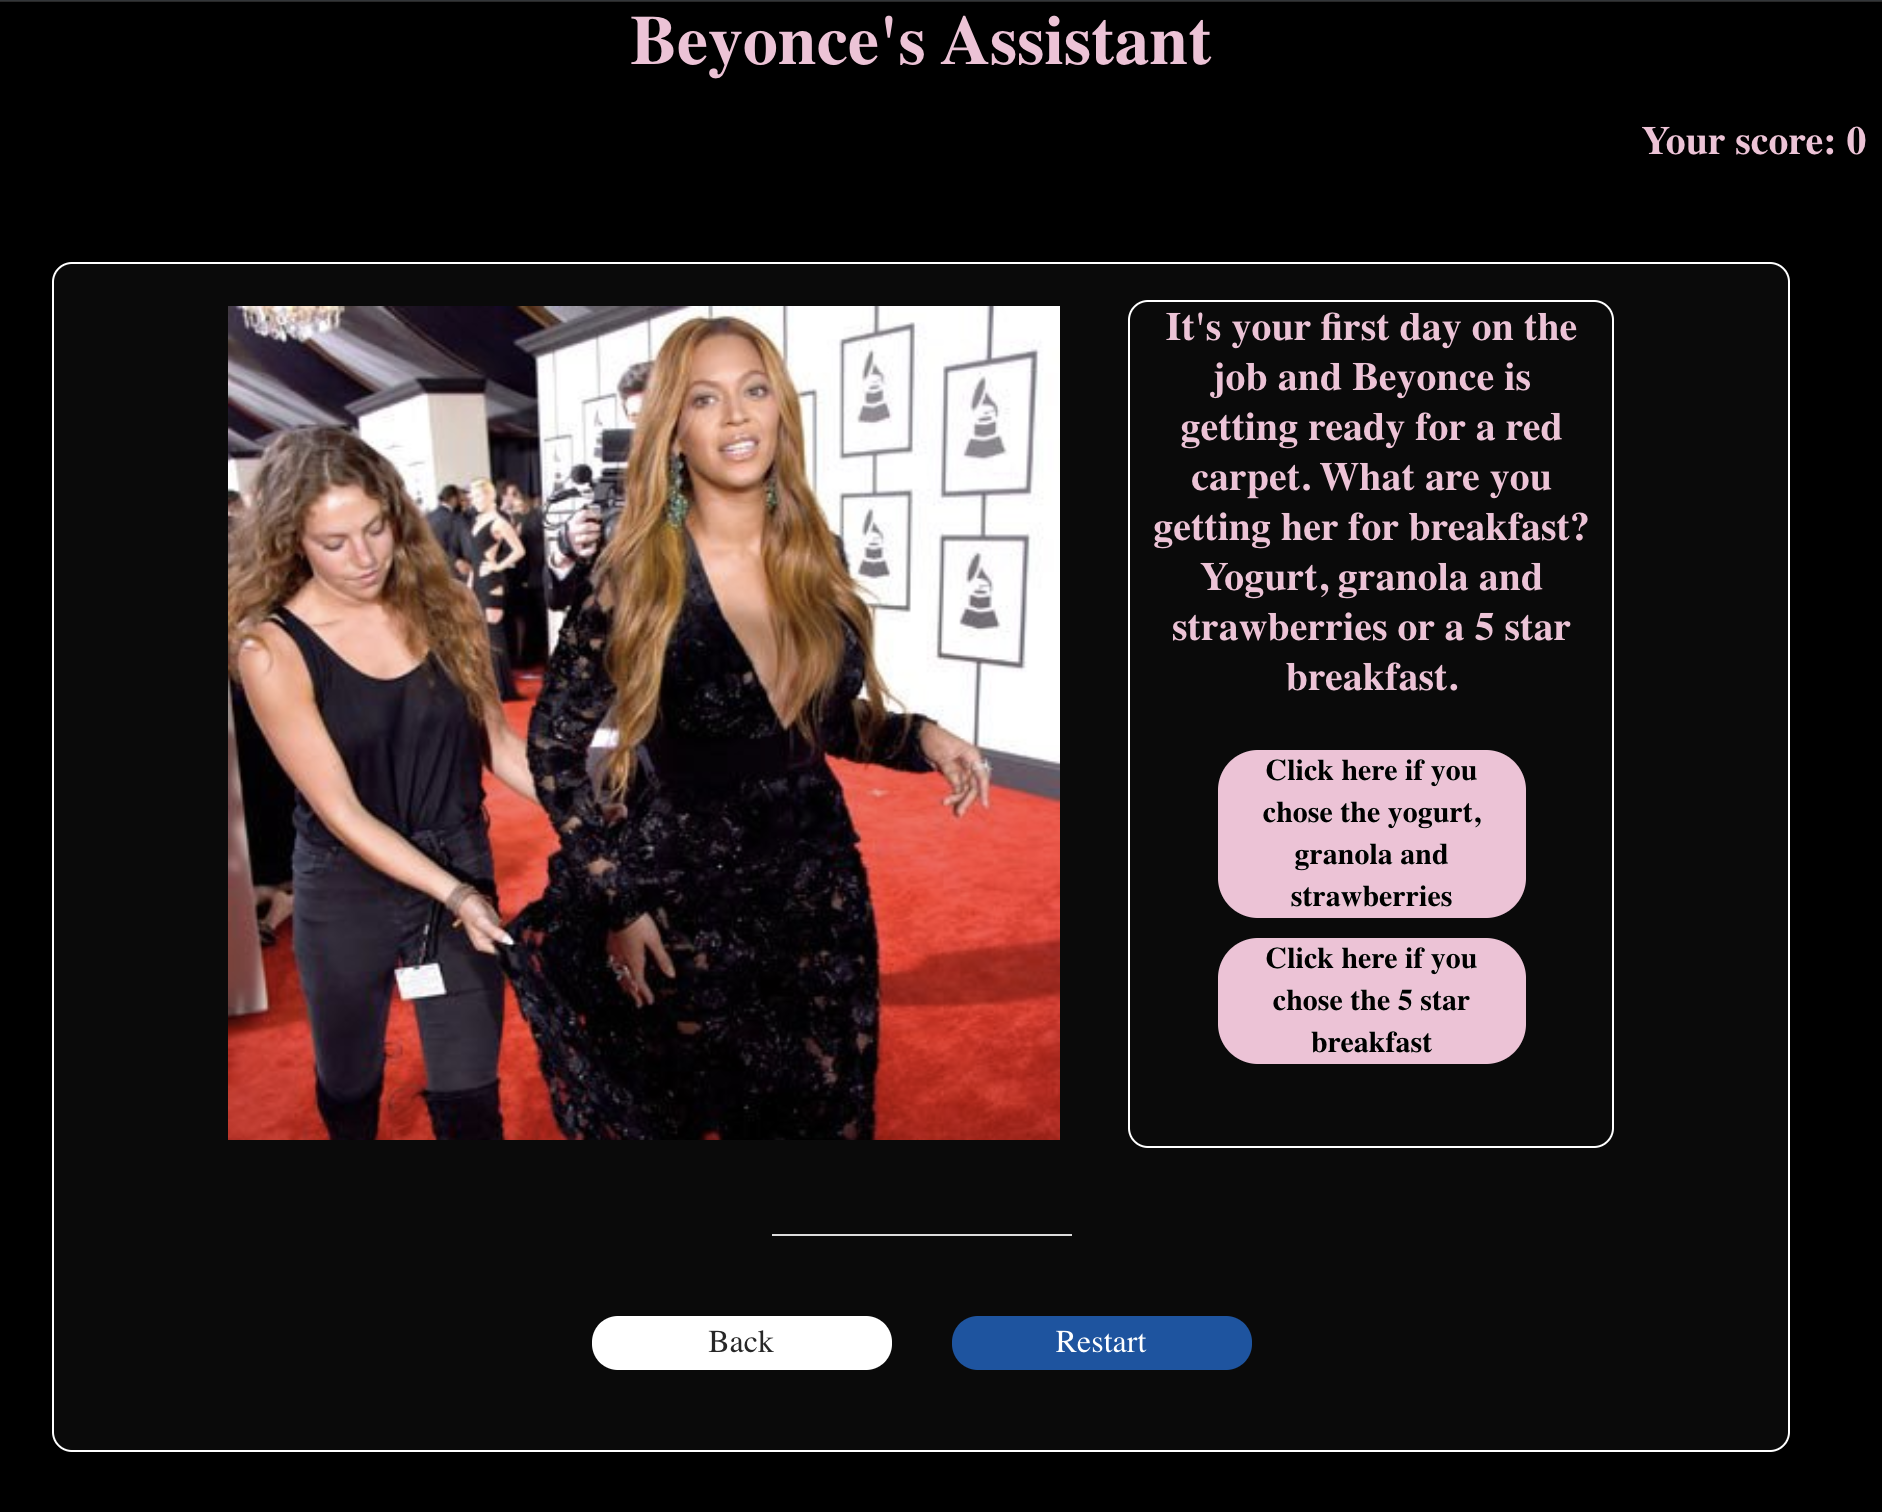 Beyonce's Assistant
Your score: 0
It's your first day on the
job and Beyonce is
getting ready for a red
carpet. What are you
getting her for breakfast?
Yogurt, granola and
strawberries or a 5 star
breakfast.
Click here if you
chose the yogurt,
granola and
strawberries
Click here if you
chose the 5 star
breakfast
Back
Restart